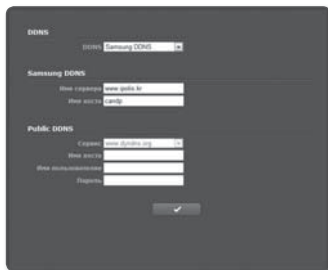 DDNS
DDNS Samsung DDNS
Samsung DDNS
Имя сервера www.ipolis.kr
Имя хоста candp
Public DDNS
Сервис www.dyndns.org
Имя хоста
Имя пользователя
Пароль